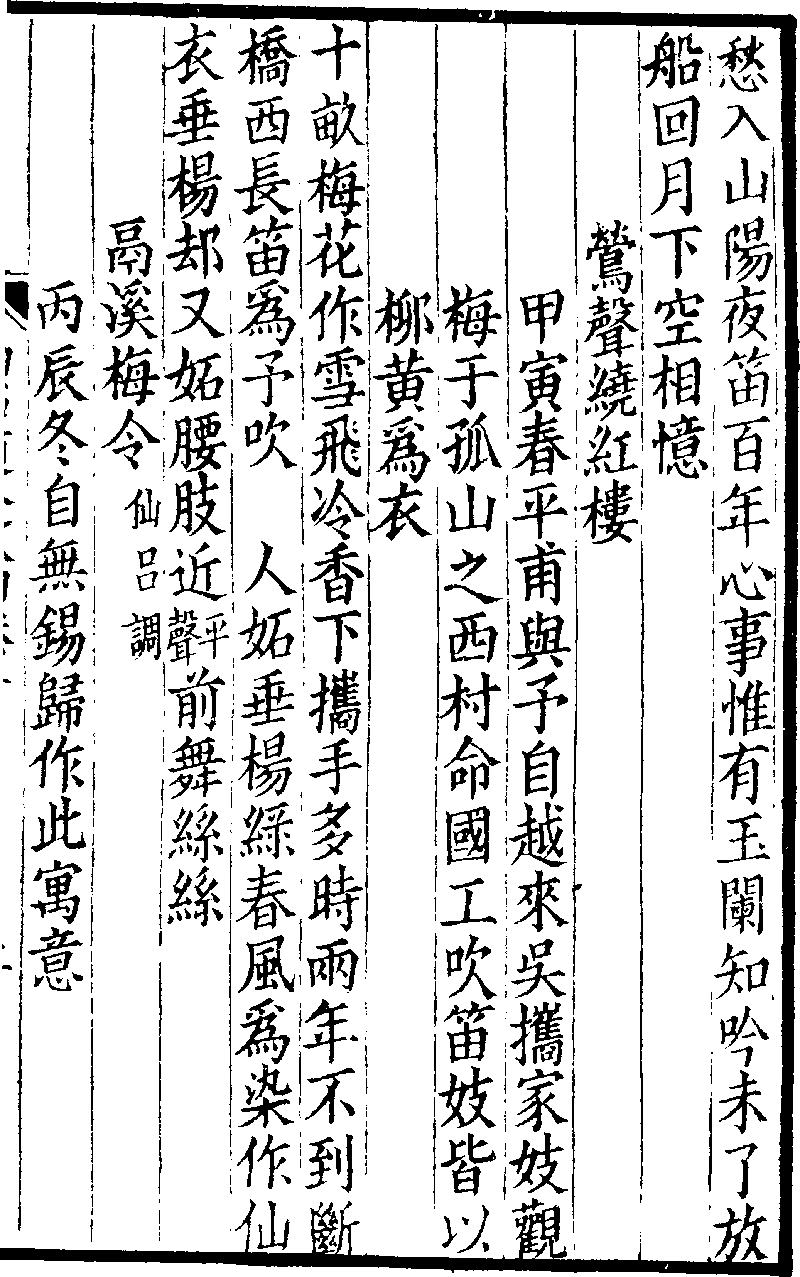 愁入山陽夜笛百年心事惟有玉闌知吟未了放
船回月下空相憶
鶯聲繞紅樓
甲寅春平甫與予自越來吳攜家妓觀
梅于孤山之西村命國工吹笛妓皆以
柳黃爲衣
十畝梅花作雪飛冷香下攜手多時兩年不到斷
橋西長笛爲予吹　人妬垂楊綠春風爲染作仙
衣垂楊却又妬腰肢近平聲前舞絲絲
鬲溪梅令仙呂調
丙辰冬自無錫歸作此寓意